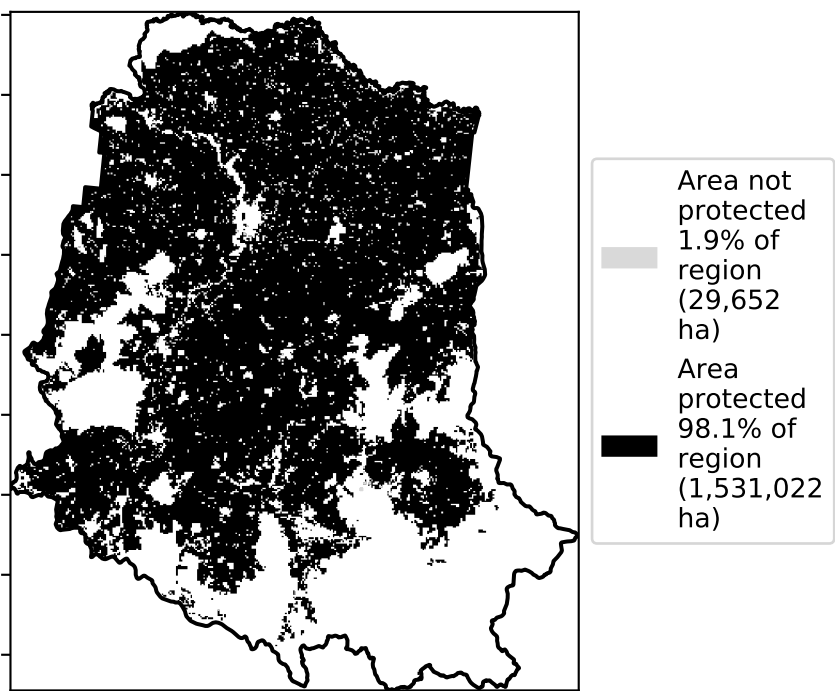 Area not
protected
1.9% of
region
(29,652
ha)
Area
protected
98.1% of
region
(1,531,022
ha)